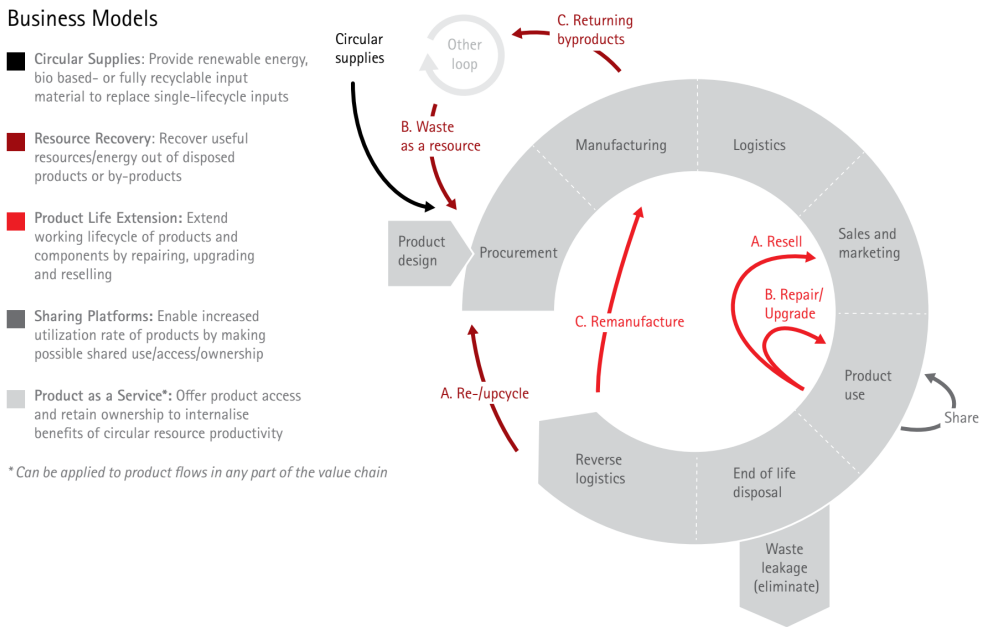 Business Models
Circular Supplies: Provide renewable energy,
bio based- or fully recyclable input
material to replace single-lifecycle inputs
Resource Recovery: Recover useful
resources/energy out of disposed
products or by-products
Product Life Extension: Extend
working lifecycle of products and
components by repairing, upgrading
and reselling
Sharing Platforms: Enable increased
utilization rate of products by making
possible shared use/access/ownership
Product as a Service*: Offer product access
and retain ownership to internalise
benefits of circular resource productivity
* Can be applied to product flows in any part of the value chain
Circular
supplies
Other
loop
C. Returning
byproducts
B. Waste
as a resource
Product
design
Procurement
Manufacturing
Logistics
Sales and
marketing
A. Resell
B. Repair/
Upgrade
C. Remanufacture
Product
use
Share
A. Re-/upcycle
Reverse
logistics
End of life
disposal
Waste
leakage
(eliminate)